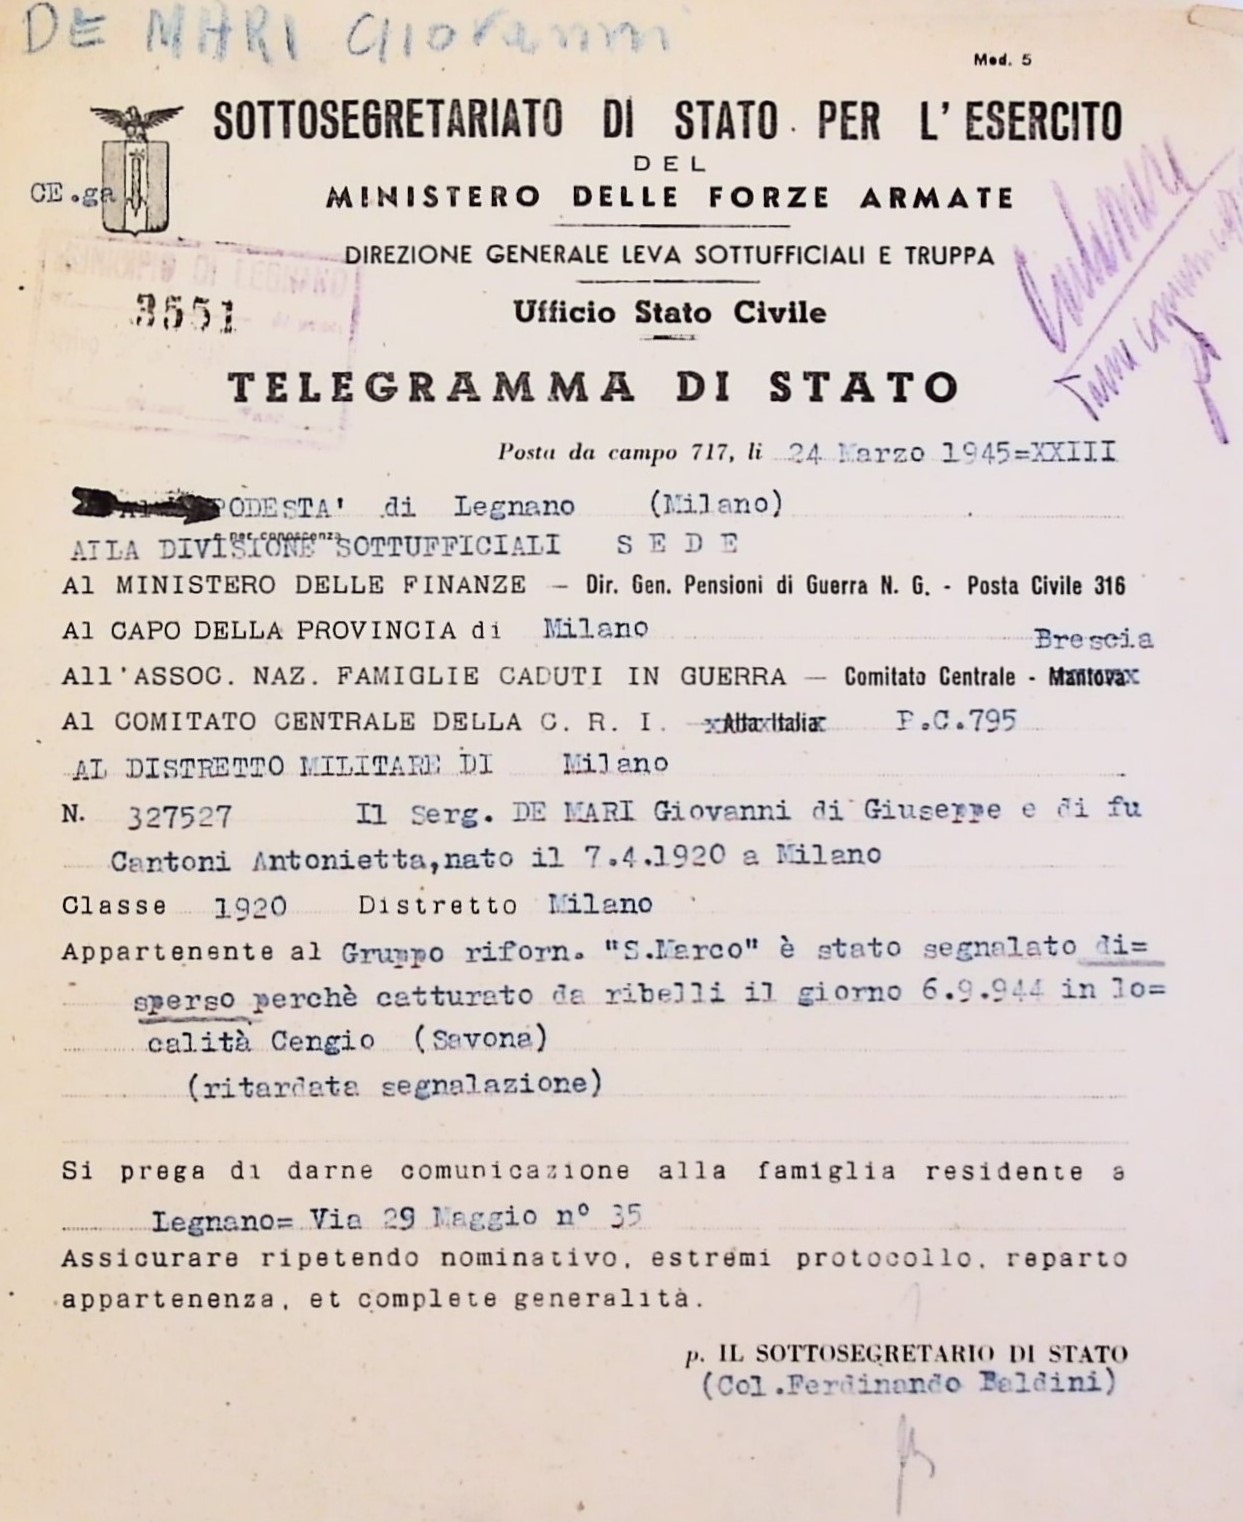 DE MARI Giovanni
Mod. 5
SOTTOSEGRETARIATO DI STATO PER L'ESERCITO
DEL
CE.ga
MINISTERO DELLE FORZE ARMATE
DIREZIONE GENERALE LEVA SOTTUFFICIALI E TRUPPA
MUNICIPIO DI LEGNANO
3551
Ufficio Stato Civile
TELEGRAMMA DI STATO
Posta da campo 717, li 24 Marzo 1945=XXIII
PODESTA' di Legnano (Milano)
per conoscenza
ALLA DIVISIONE SOTTUFFICIALI S E D E
Al MINISTERO DELLE FINANZE — Dir. Gen. Pensioni di Guerra N. G. - Posta Civile 316
Al CAPO DELLA PROVINCIA di Milano
Brescia
All'ASSOC. NAZ. FAMIGLIE CADUTI IN GUERRA — Comitato Centrale - Mantova
Al COMITATO CENTRALE DELLA C. R. I. — Alta Italia P.C.795
AL DISTRETTO MILITARE DI Milano
N. 327527 Il Serg. DE MARI Giovanni di Giuseppe e di fu
Cantoni Antonietta,nato il 7.4.1920 a Milano
Classe 1920 Distretto Milano
Appartenente al Gruppo riforn. "S.Marco" è stato segnalato di=
sperso perchè catturato da ribelli il giorno 6.9.944 in lo=
calità Cengio (Savona)
(ritardata segnalazione)
Si prega di darne comunicazione alla famiglia residente a
Legnano= Via 29 Maggio n° 35
Assicurare ripetendo nominativo, estremi protocollo, reparto
appartenenza, et complete generalità.
p. IL SOTTOSEGRETARIO DI STATO
(Col.Ferdinando Baldini)